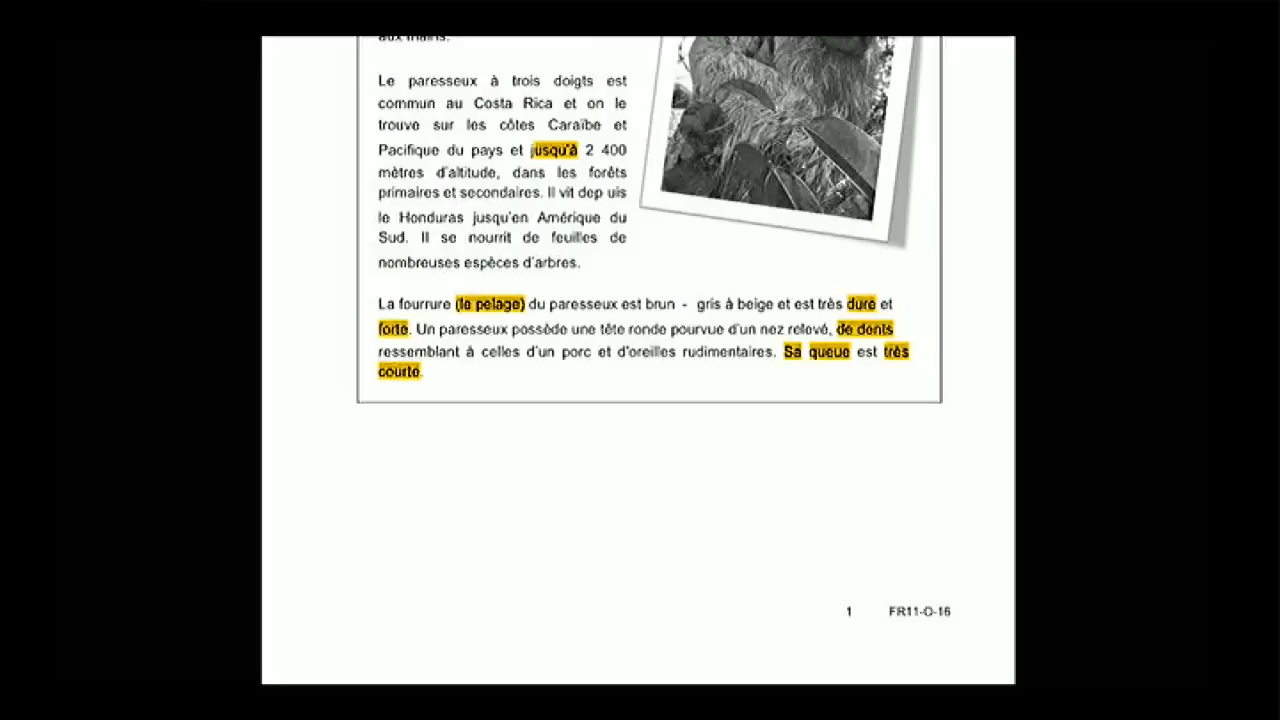 aux mains.
Le paresseux à trois doigts est
commun au Costa Rica et on le
trouve sur les côtes Caraïbe et
Pacifique du pays et jusqu'à 2 400
mètres d'altitude, dans les forêts
primaires et secondaires. Il vit dep uis
le Honduras jusqu'en Amérique du
Sud. Il se nourrit de feuilles de
nombreuses espèces d'arbres.
La fourrure (le pelage) du paresseux est brun - gris à beige et est très dure et
forte. Un paresseux possède une tête ronde pourvue d'un nez relevé, de dents
ressemblant à celles d'un porc et d'oreilles rudimentaires. Sa queue est très
courte.
1 FR11-O-16